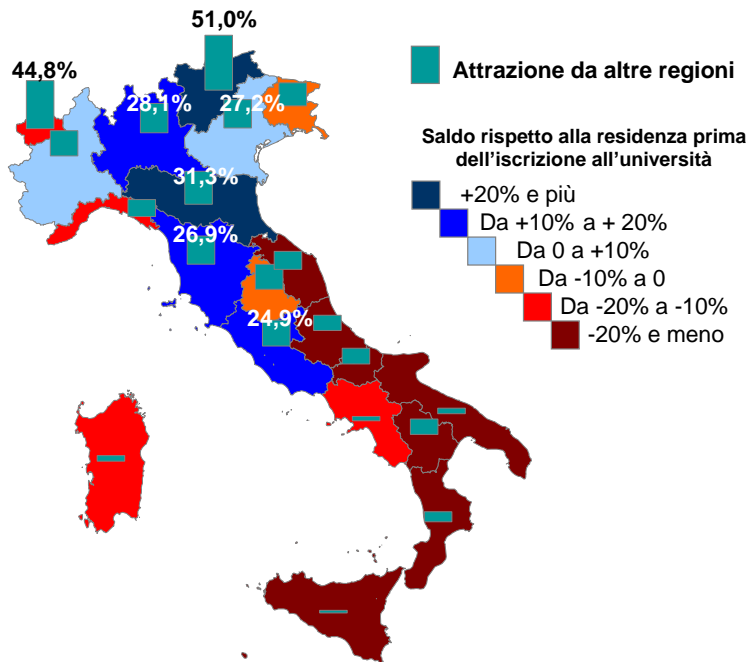 51,0%
44,8%
28,1%
27,2%
31,3%
26,9%
24,9%
Attrazione da altre regioni
Saldo rispetto alla residenza prima
dell'iscrizione all'università
+20% e più
Da +10% a + 20%
Da 0 a +10%
Da -10% a 0
Da -20% a -10%
-20% e meno